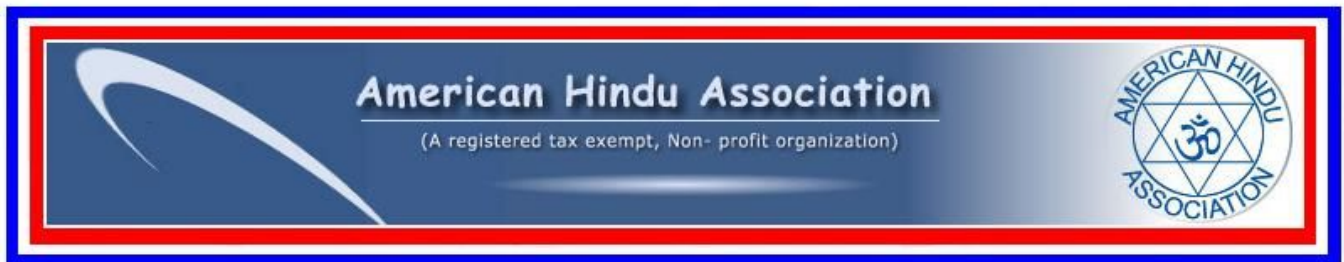 American Hindu Association
(A registered tax exempt, Non- profit organization)
AMERICAN HINDU
ॐ
ASSOCIATION